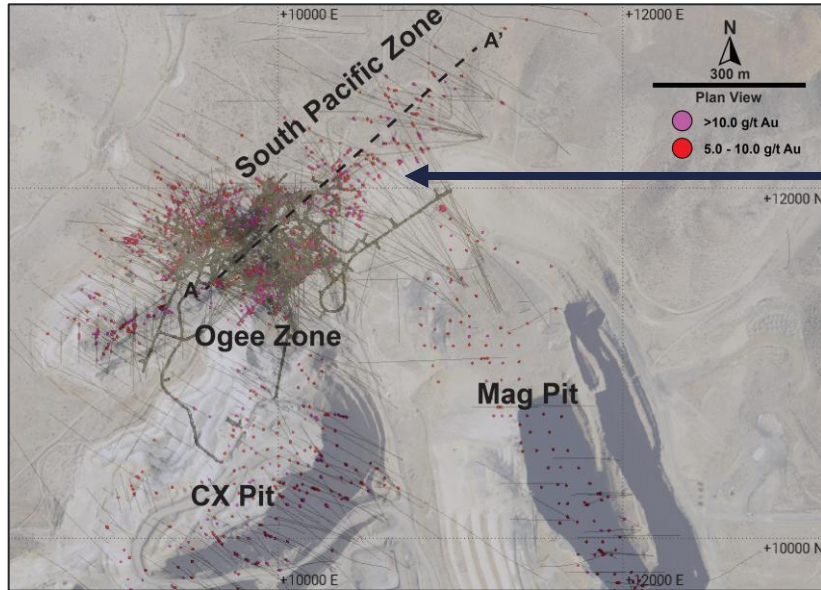 +10000 E
+12000 E
N
300 m
Plan View
>10.0 g/t Au
5.0 - 10.0 g/t Au
South Pacific Zone
A'
+12000 N
A
Ogee Zone
Mag Pit
CX Pit
+10000 N
+10000 E
+12000 E